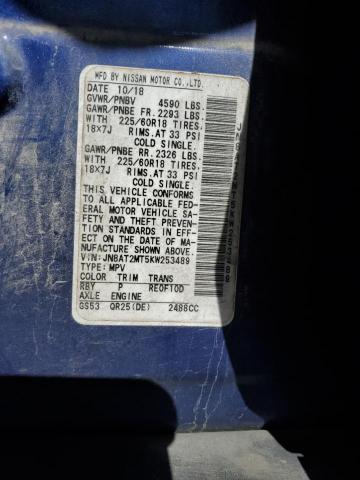 MFD BY NISSAN MOTOR CO.,LTD.
DATE 10/18
GVWR/PNBV 4590 LBS.
GAWR/PNBE FR. 2293 LBS.
WITH 225/60R18 TIRES.
18X7J RIMS.AT 33 PSI
COLD SINGLE.
GAWR/PNBE RR. 2326 LBS.
WITH 225/60R18 TIRES.
18X7J RIMS.AT 33 PSI
COLD SINGLE.
THIS VEHICLE CONFORMS
TO ALL APPLICABLE FED-
ERAL MOTOR VEHICLE SA-
FETY AND THEFT PREVEN-
TION STANDARDS IN EFF-
ECT ON THE DATE OF MA-
NUFACTURE SHOWN ABOVE.
VIN: JN8AT2MT5KW253489
TYPE: MPV
COLOR TRIM TRANS
RBY P RE0F10D
AXLE ENGINE
GS53 QR25(DE) 2488CC